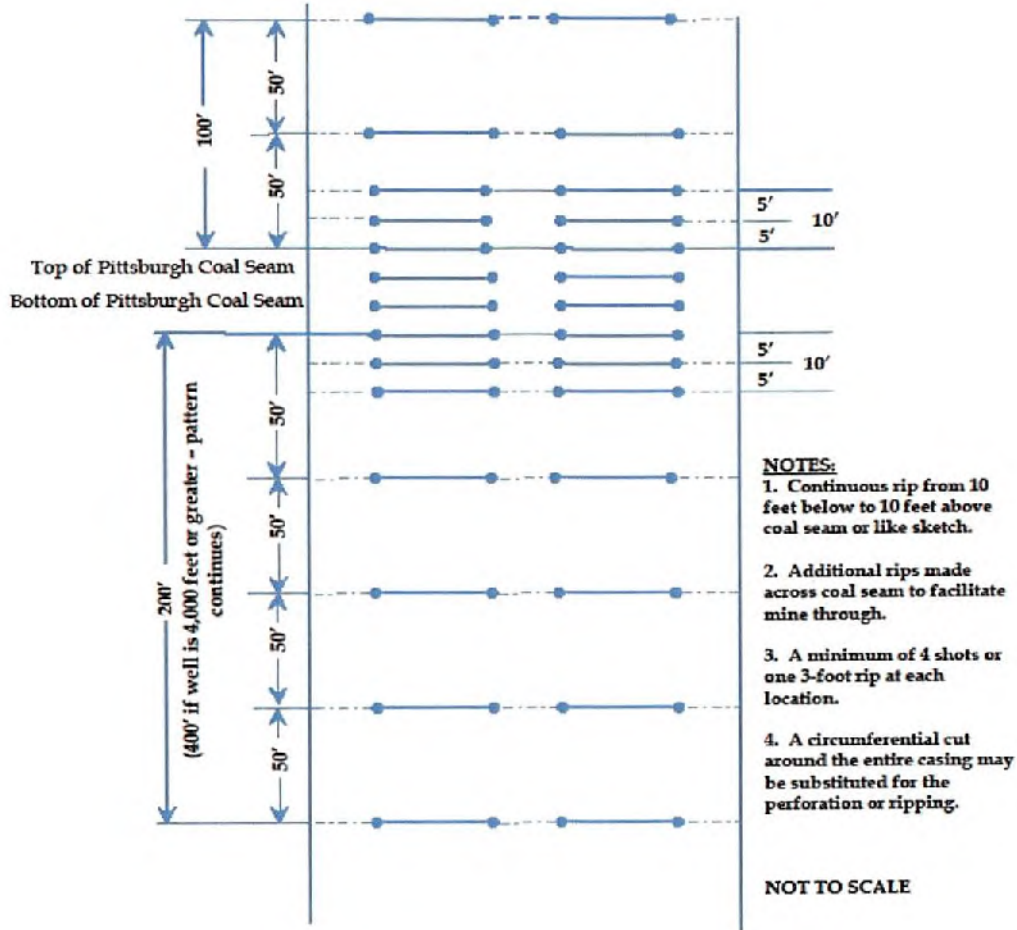 50'
100'
50'
5'
10'
5'
Top of Pittsburgh Coal Seam
Bottom of Pittsburgh Coal Seam
5'
10'
5'
50'
50'
200'
(400' if well is 4,000 feet or greater – pattern
continues)
50'
50'
NOTES:
1. Continuous rip from 10
feet below to 10 feet above
coal seam or like sketch.
2. Additional rips made
across coal seam to facilitate
mine through.
3. A minimum of 4 shots or
one 3-foot rip at each
location.
4. A circumferential cut
around the entire casing may
be substituted for the
perforation or ripping.
NOT TO SCALE